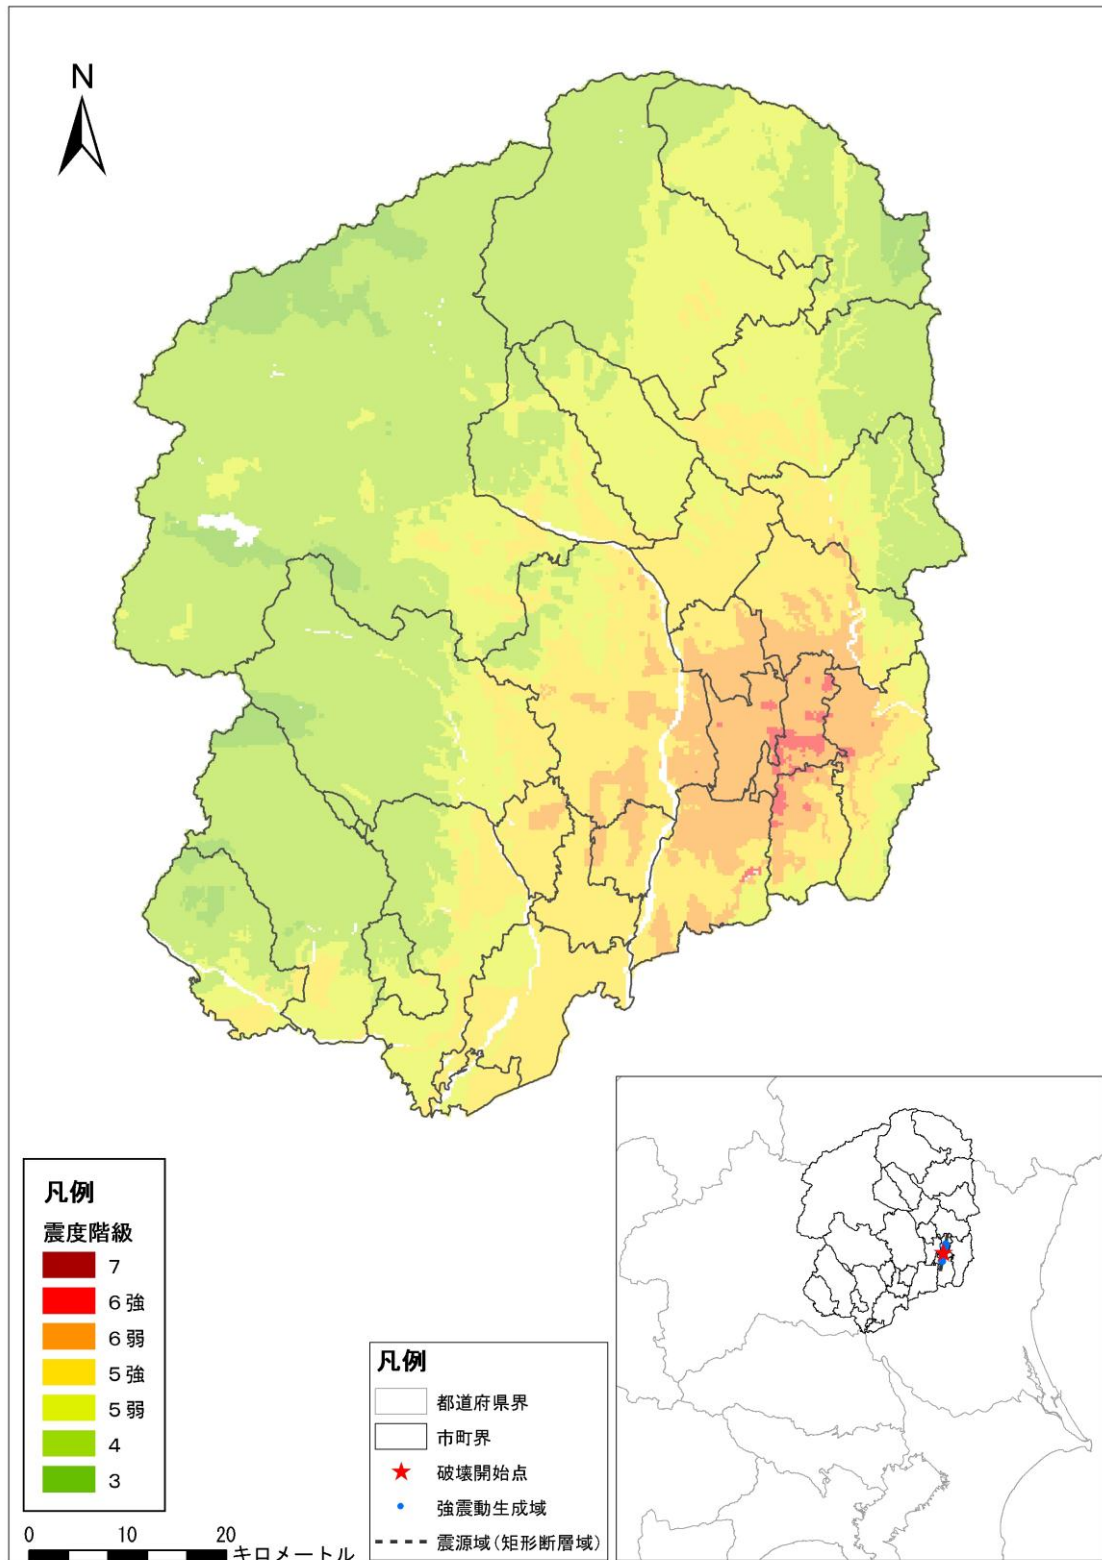 N
凡例
震度階級
7
6強
6弱
5強
5弱
4
3
0 10 20
キロメートル
凡例
都道府県界
市町界
破壊開始点
強震動生成域
震源域(矩形断層域)